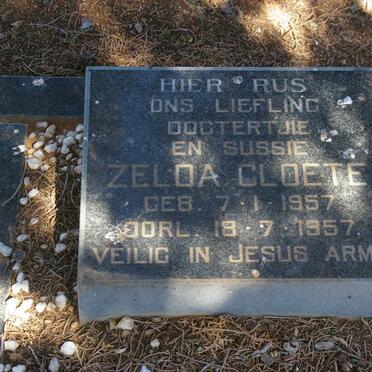 HIER RUS
ONS LIEFLING
DOGTERTJIE
EN SUSSIE
ZELDA CLOETE
GEB 7.1.1957
OORL 18.7.1957
VEILIG IN JESUS ARM